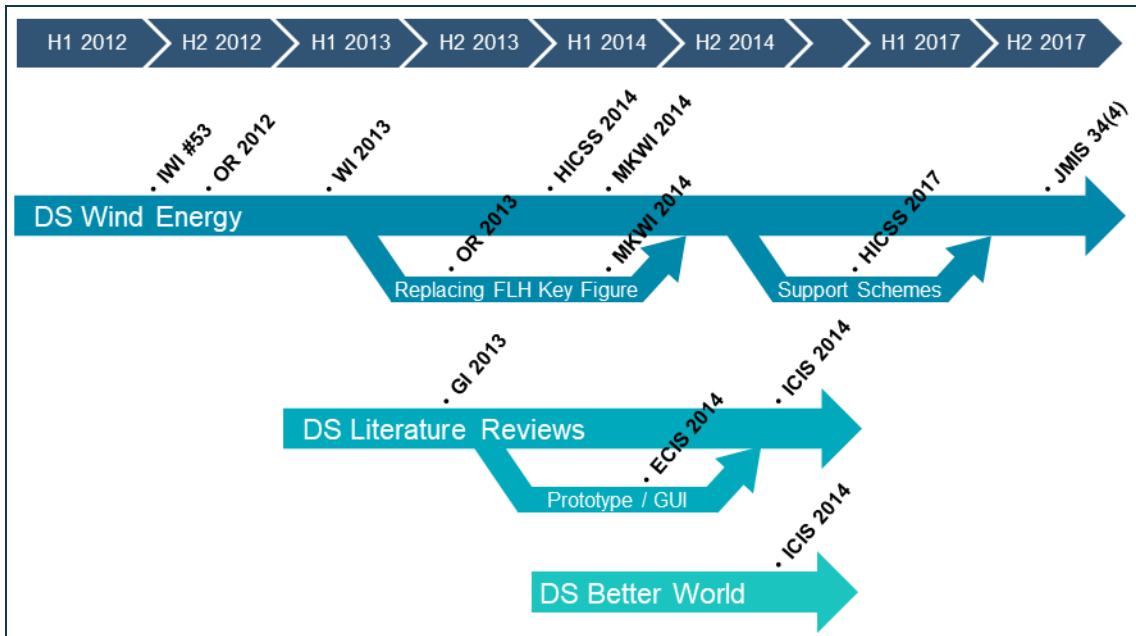 H1 2012
H2 2012
H1 2013
H2 2013
H1 2014
H2 2014
H1 2017
H2 2017
IWI #53
OR 2012
WI 2013
HICSS 2014
MKWI 2014
JMIS 34(4)
DS Wind Energy
OR 2013
MKWI 2014
HICSS 2017
Replacing FLH Key Figure
Support Schemes
GI 2013
ICIS 2014
DS Literature Reviews
ECIS 2014
Prototype / GUI
ICIS 2014
DS Better World